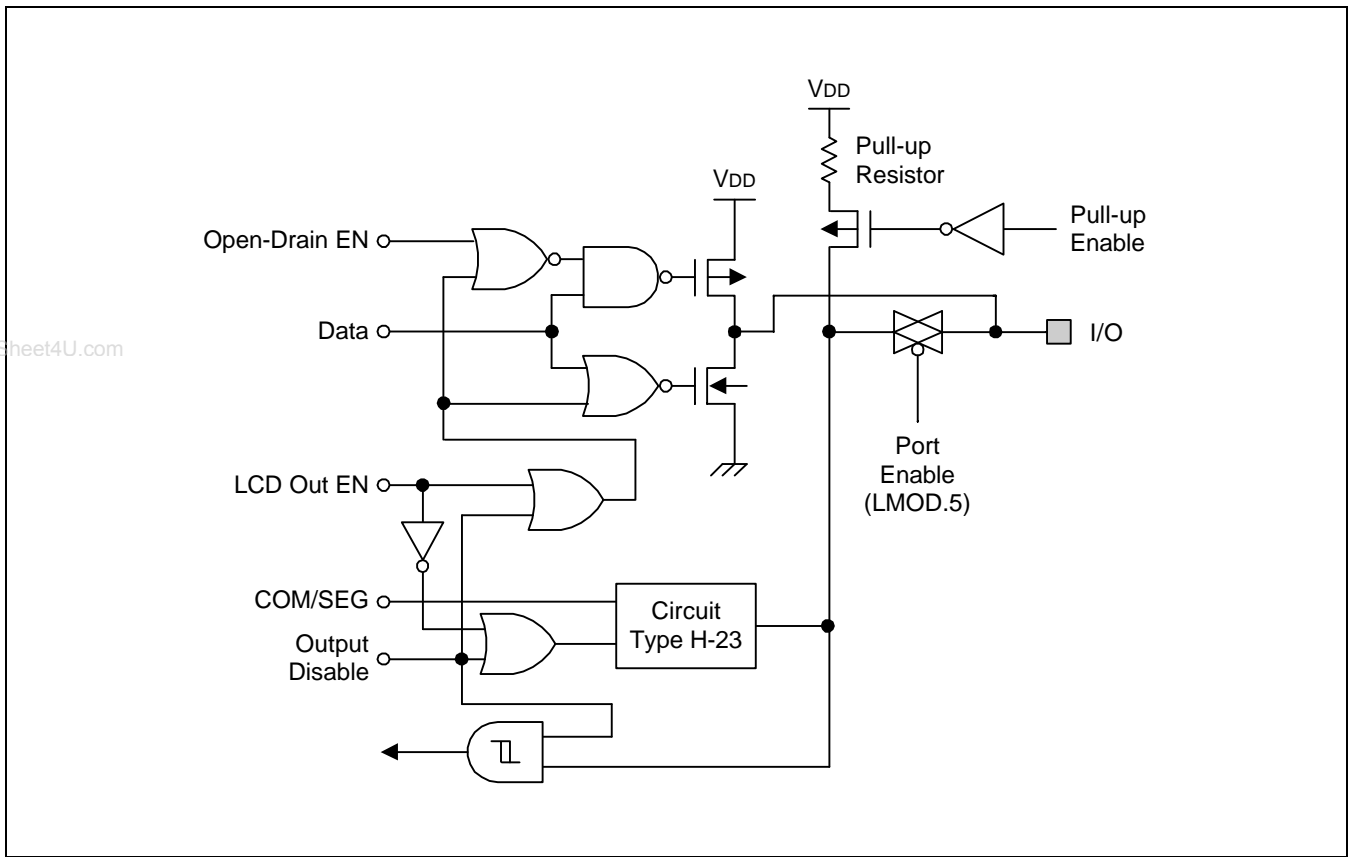 VDD
Pull-up
Resistor
VDD
Pull-up
Enable
Open-Drain EN
Data
I/O
heet4U.com
Port
Enable
(LMOD.5)
LCD Out EN
COM/SEG
Circuit
Type H-23
Output
Disable